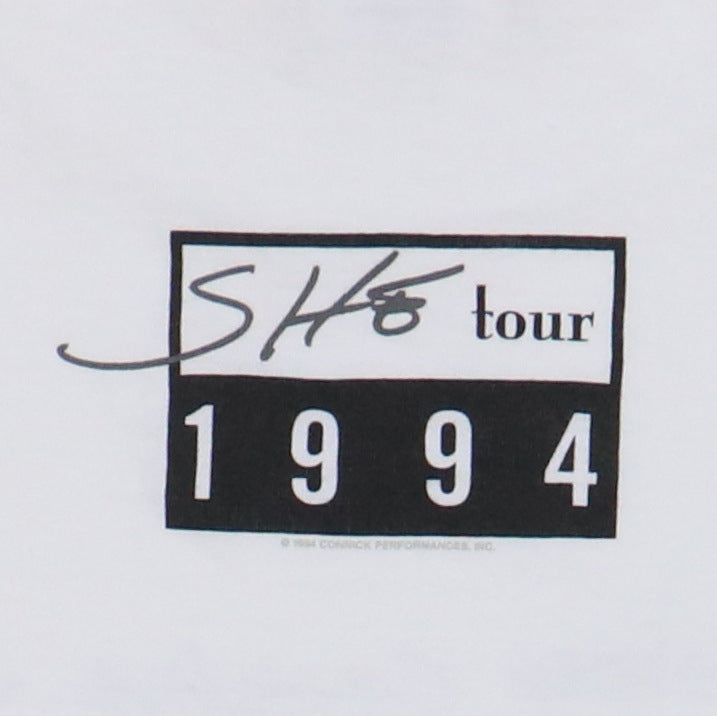 SHE tour
1994
© 1994 CONNICK PERFORMANCES, INC.